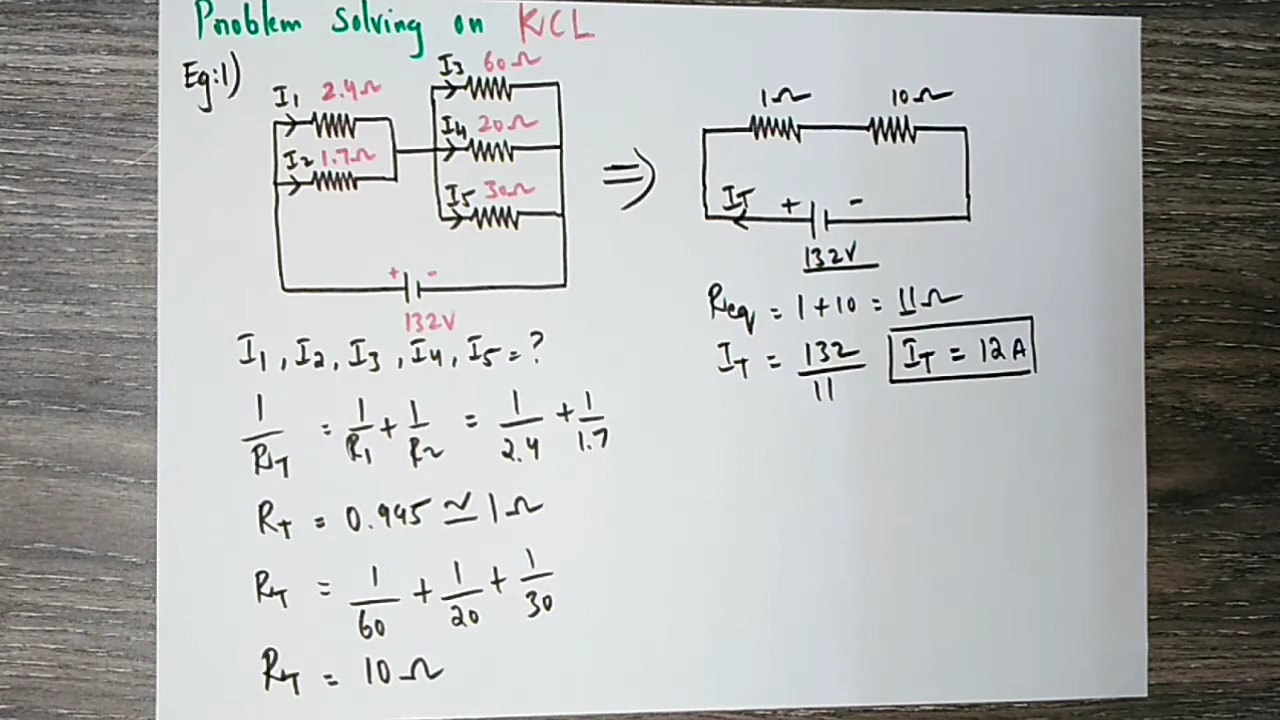 Problem Solving on KCL
Eg:1)
I1 2.4Ω
I2 1.7Ω
I3 60Ω
I4 20Ω
I5 30Ω
+ -
132V
⇒
1Ω 10Ω
IT + -
132V
I1, I2, I3, I4, I5 = ?
1/RT = 1/R1 + 1/R2 = 1/2.4 + 1/1.7
RT = 0.995 ≃ 1Ω
RT = 1/60 + 1/20 + 1/30
RT = 10Ω
Req = 1+10 = 11Ω
IT = 132/11 IT = 12A